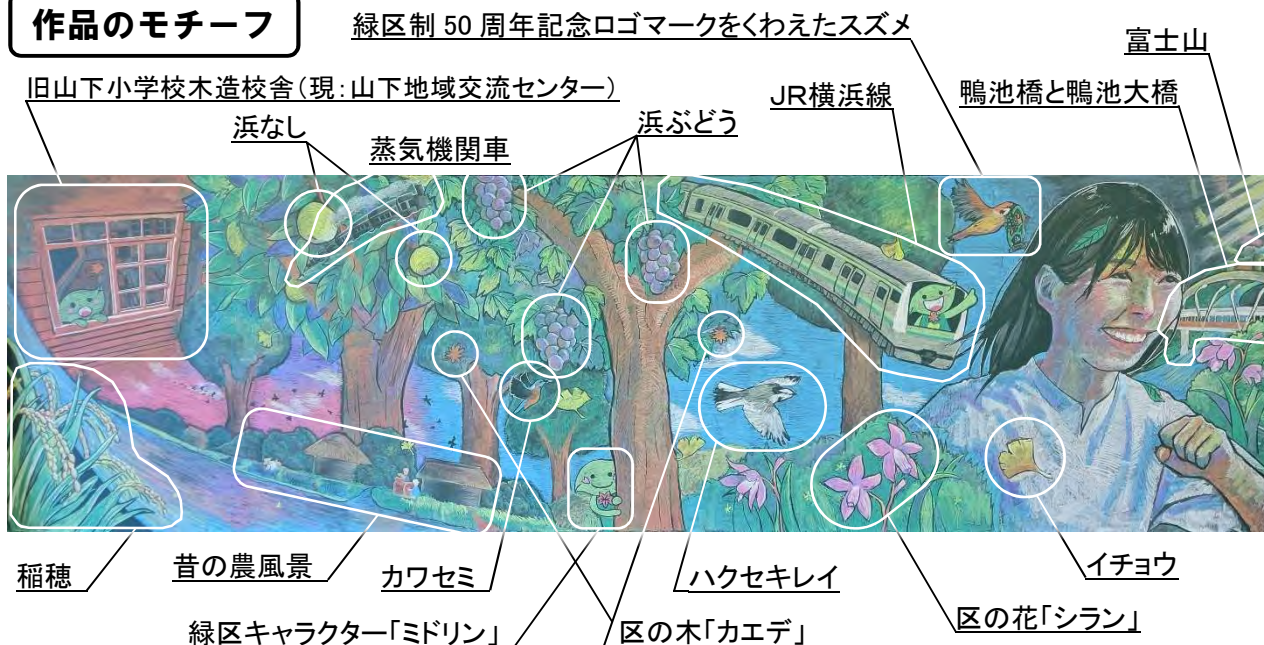 作品のモチーフ
緑区制 50 周年記念ロゴマークをくわえたスズメ
富士山
旧山下小学校木造校舎（現：山下地域交流センター）
JR横浜線
鴨池橋と鴨池大橋
浜なし
浜ぶどう
蒸気機関車
稲穂
昔の農風景
カワセミ
ハクセキレイ
イチョウ
緑区キャラクター「ミドリン」
区の木「カエデ」
区の花「シラン」